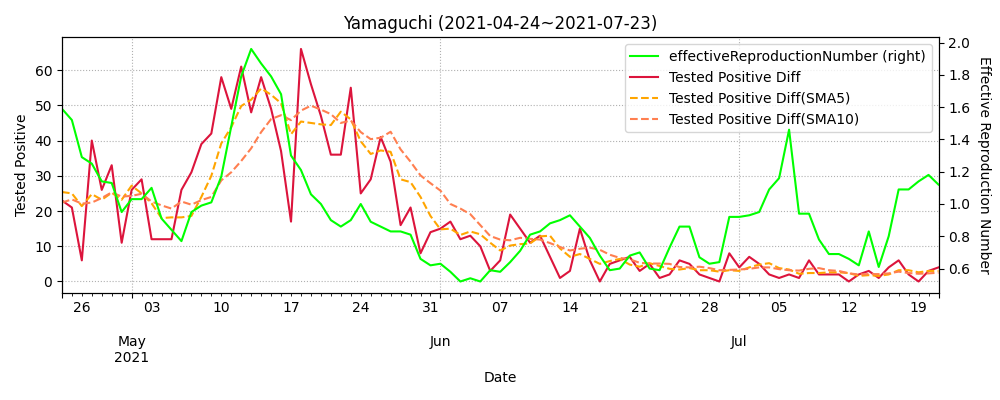 Yamaguchi (2021-04-24~2021-07-23)
effectiveReproductionNumber (right)
Tested Positive Diff
Tested Positive Diff(SMA5)
Tested Positive Diff(SMA10)
Tested Positive
60
50
40
30
20
10
0
2.0
1.8
1.6
1.4
1.2
1.0
0.8
0.6
Effective Reproduction Number
26 03 10 17 24 31 07 14 21 28 05 12 19
May Jun Jul
2021
Date